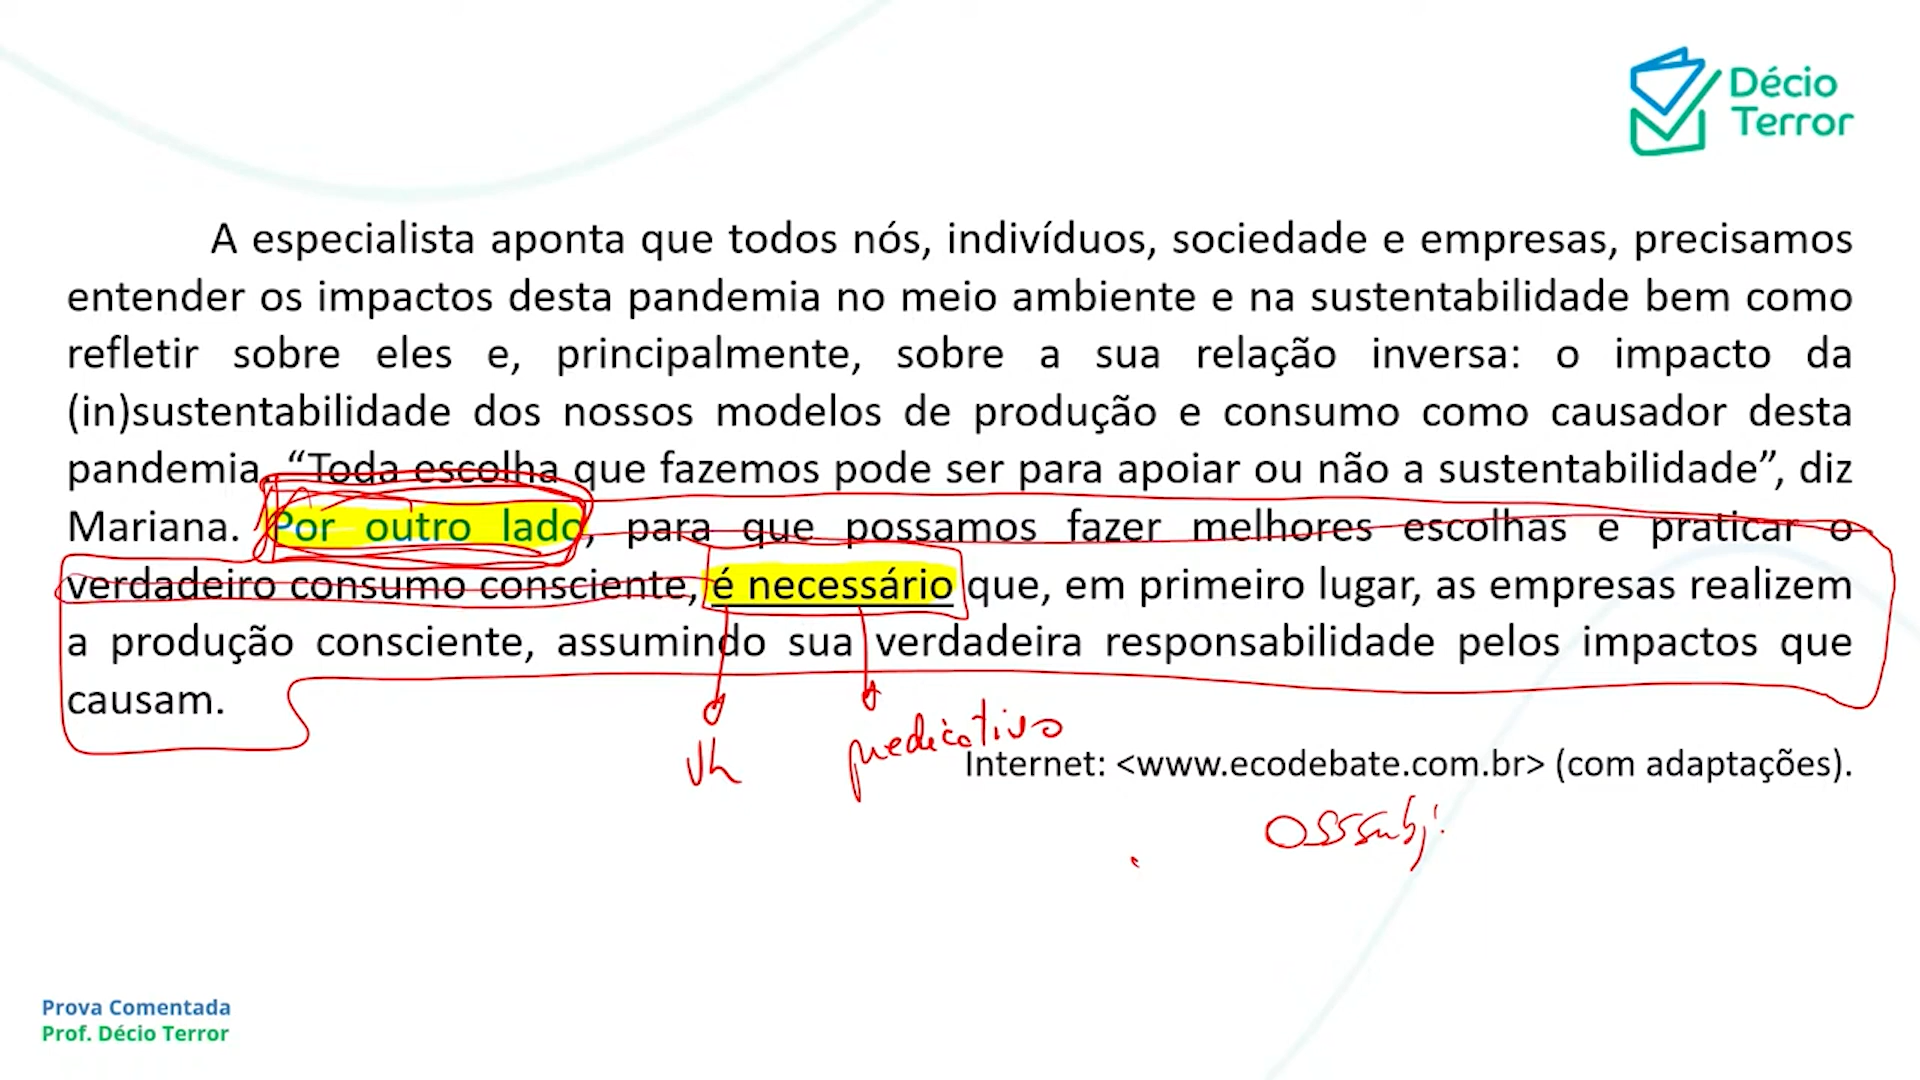 Décio
Terror
A especialista aponta que todos nós, indivíduos, sociedade e empresas, precisamos
entender os impactos desta pandemia no meio ambiente e na sustentabilidade bem como
refletir sobre eles e, principalmente, sobre a sua relação inversa: o impacto da
(in)sustentabilidade dos nossos modelos de produção e consumo como causador desta
pandemia. “Toda escolha que fazemos pode ser para apoiar ou não a sustentabilidade”, diz
Mariana. Por outro lado, para que possamos fazer melhores escolhas e praticar o
verdadeiro consumo consciente, é necessário que, em primeiro lugar, as empresas realizem
a produção consciente, assumindo sua verdadeira responsabilidade pelos impactos que
causam.
predicativo
Internet: <www.ecodebate.com.br> (com adaptações).
Prova Comentada
Prof. Décio Terror